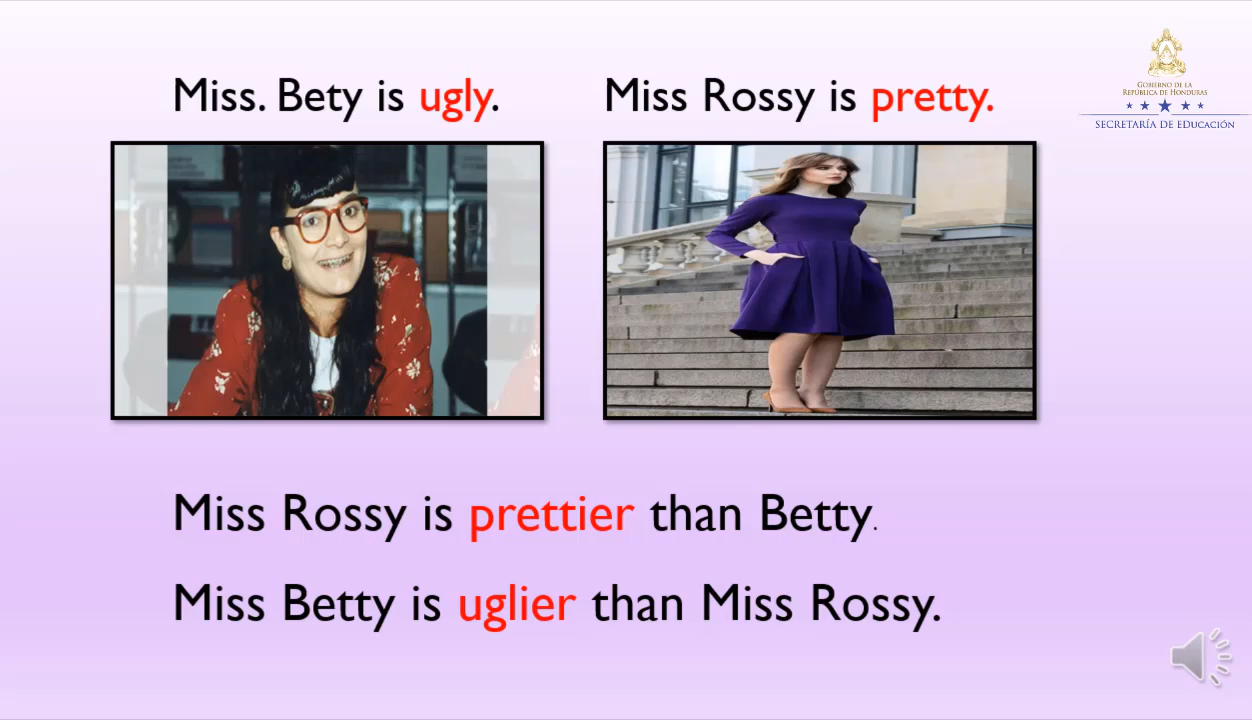 Miss. Bety is ugly.
Miss Rossy is pretty.
GOBIERNO DE LA
REPÚBLICA DE HONDURAS
SECRETARÍA DE EDUCACIÓN
Miss Rossy is prettier than Betty.
Miss Betty is uglier than Miss Rossy.